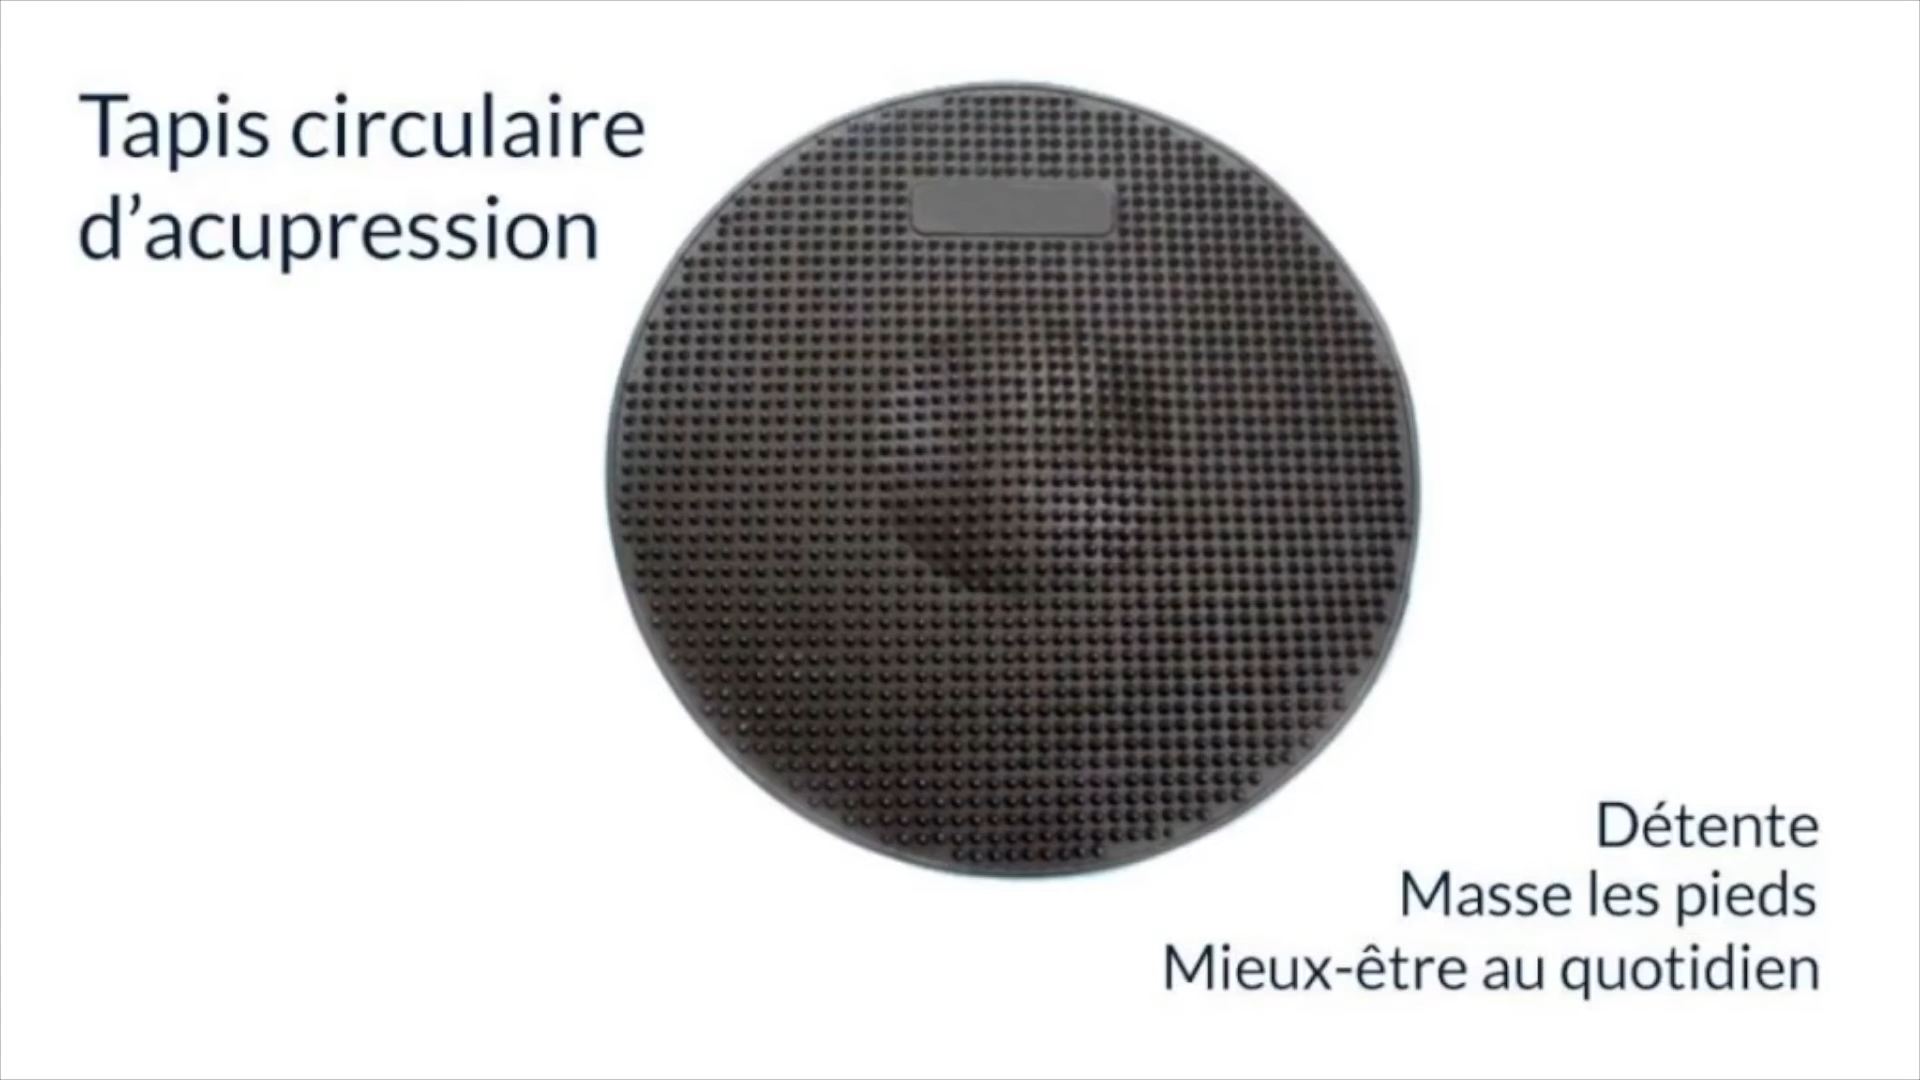 Tapis circulaire
d’acupression
Détente
Masse les pieds
Mieux-être au quotidien